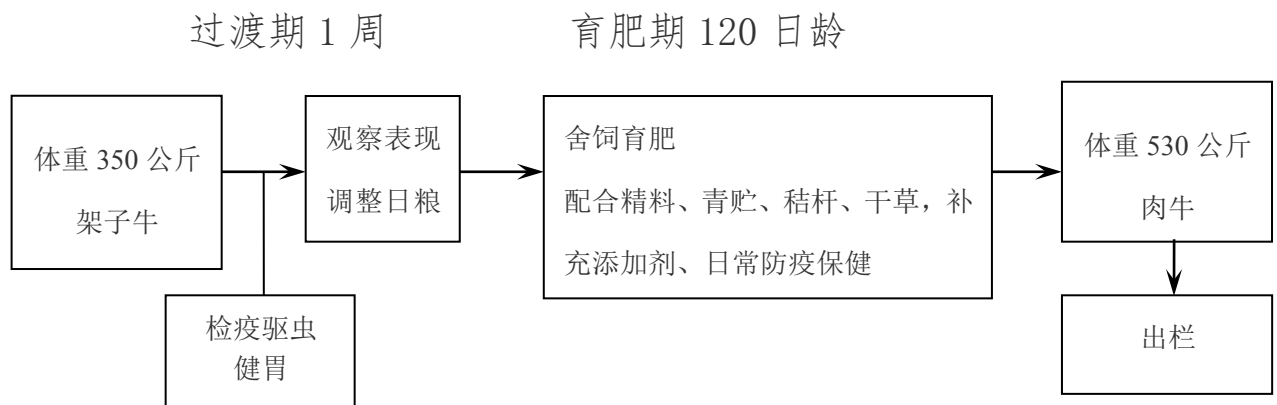 过渡期 1 周
育肥期 120 日龄
体重 350 公斤
架子牛
观察表现
调整日粮
舍饲育肥
配合精料、青贮、秸杆、干草，补
充添加剂、日常防疫保健
体重 530 公斤
肉牛
检疫驱虫
健胃
出栏